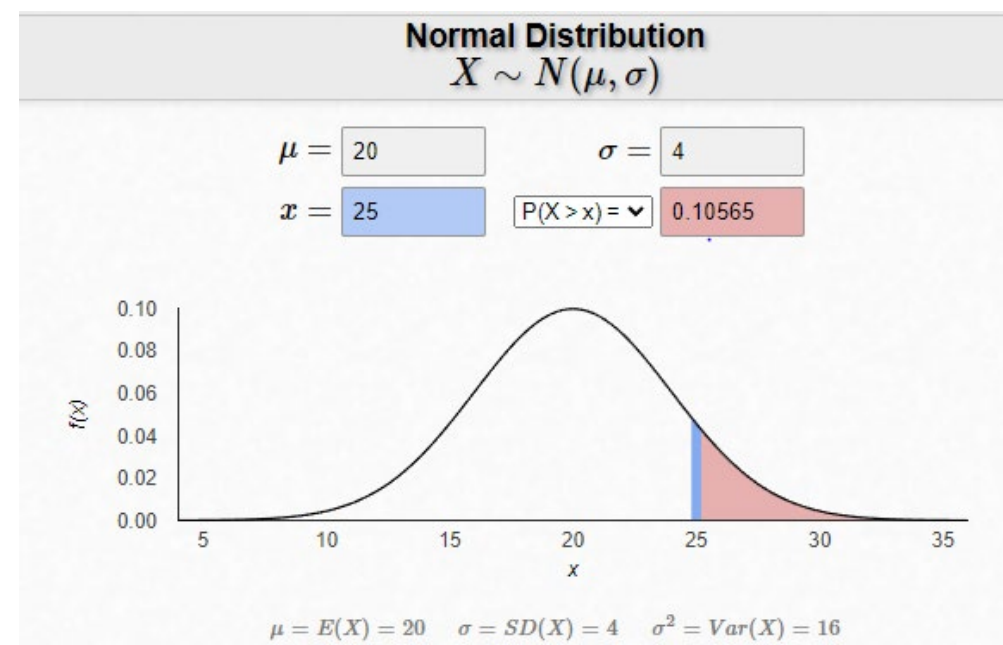 Normal Distribution
X ∼ N(μ, σ)
μ = 20 σ = 4
x = 25 P(X > x) = 0.10565
0.10
0.08
0.06
0.04
0.02
0.00
f(x)
5 10 15 20 25 30 35
x
μ = E(X) = 20 σ = SD(X) = 4 σ² = Var(X) = 16